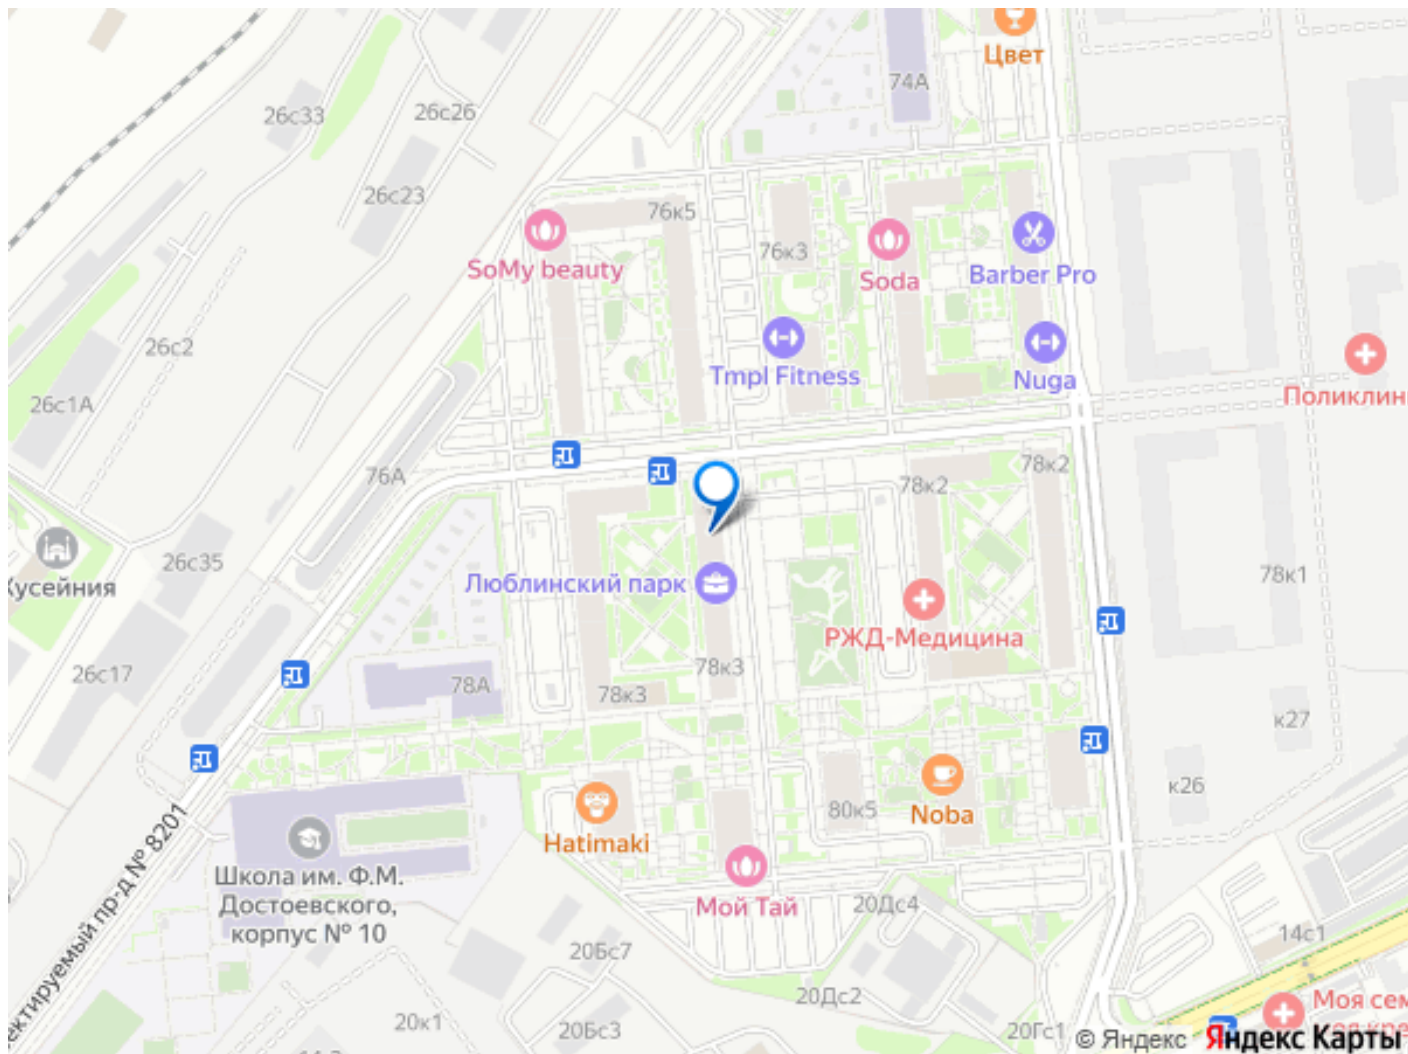 Цвет
74А
26с33
26с26
26с23
76к5
76к3
SoMy beauty
Soda
Barber Pro
26с2
Tmpl Fitness
Nuga
26с1А
Поликлин
76А
78к2
78к2
26с35
Хусейния
Люблинский парк
78к1
РЖД-Медицина
26с17
78А
78к3
78к3
к27
к26
80к5
Noba
Hatimaki
ектируемый пр-д № 8201
Школа им. Ф.М.
Достоевского,
корпус № 10
Мой Тай
20Дс4
14с1
20Бс7
20Дс2
Моя сем
20к1
20Бс3
20Гс1
© Яндекс Яндекс Карты